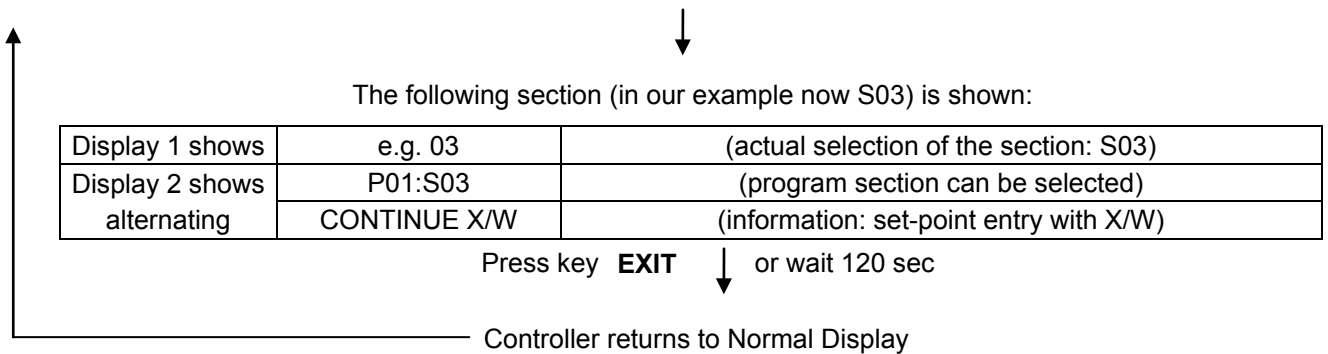 The following section (in our example now S03) is shown:
Display 1 shows e.g. 03 (actual selection of the section: S03)
Display 2 shows P01:S03 (program section can be selected)
alternating CONTINUE X/W (information: set-point entry with X/W)
Press key EXIT or wait 120 sec
Controller returns to Normal Display